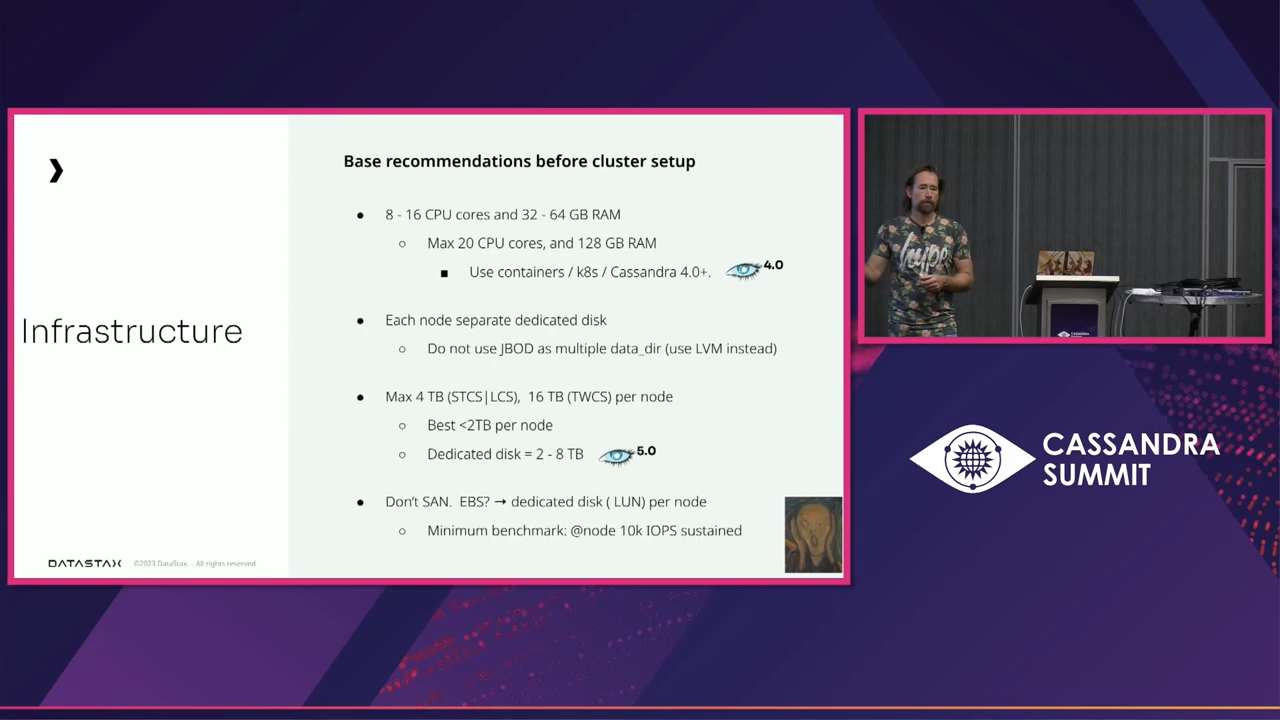 Infrastructure
Base recommendations before cluster setup
8 - 16 CPU cores and 32 - 64 GB RAM
Max 20 CPU cores, and 128 GB RAM
Use containers / k8s / Cassandra 4.0+.
4.0
Each node separate dedicated disk
Do not use JBOD as multiple data_dir (use LVM instead)
Max 4 TB (STCS|LCS), 16 TB (TWCS) per node
Best <2TB per node
Dedicated disk = 2 - 8 TB
5.0
Don't SAN. EBS? → dedicated disk ( LUN) per node
Minimum benchmark: @node 10k IOPS sustained
DATASTAX
©2023 DataStax. – All rights reserved
hype
CASSANDRA
SUMMIT